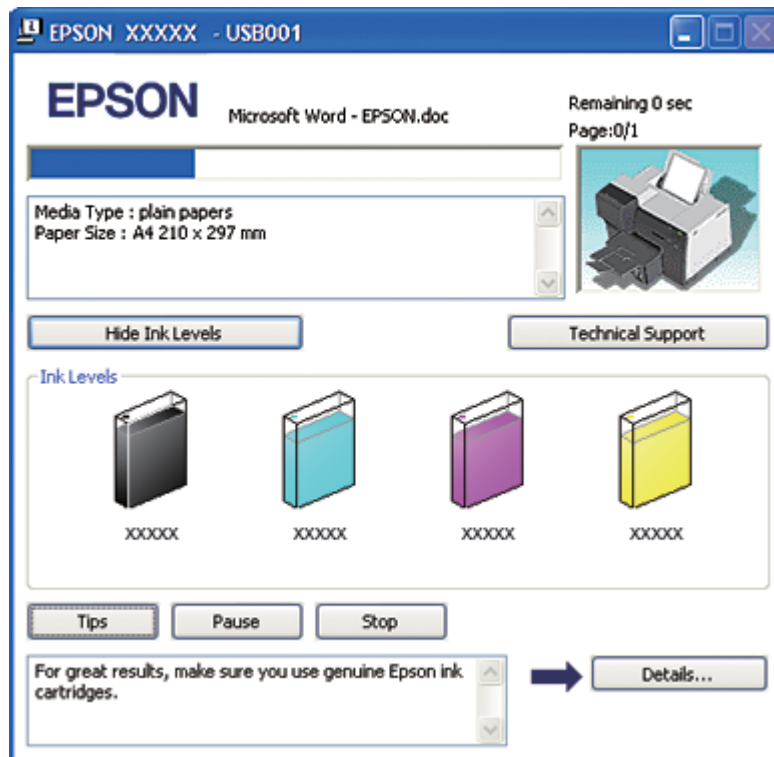 EPSON XXXXX - USB001
EPSON
Microsoft Word - EPSON.doc
Remaining 0 sec
Page:0/1
Media Type : plain papers
Paper Size : A4 210 x 297 mm
Hide Ink Levels
Technical Support
Ink Levels
XXXXX XXXXX XXXXX XXXXX
Tips Pause Stop
For great results, make sure you use genuine Epson ink
cartridges.
Details...